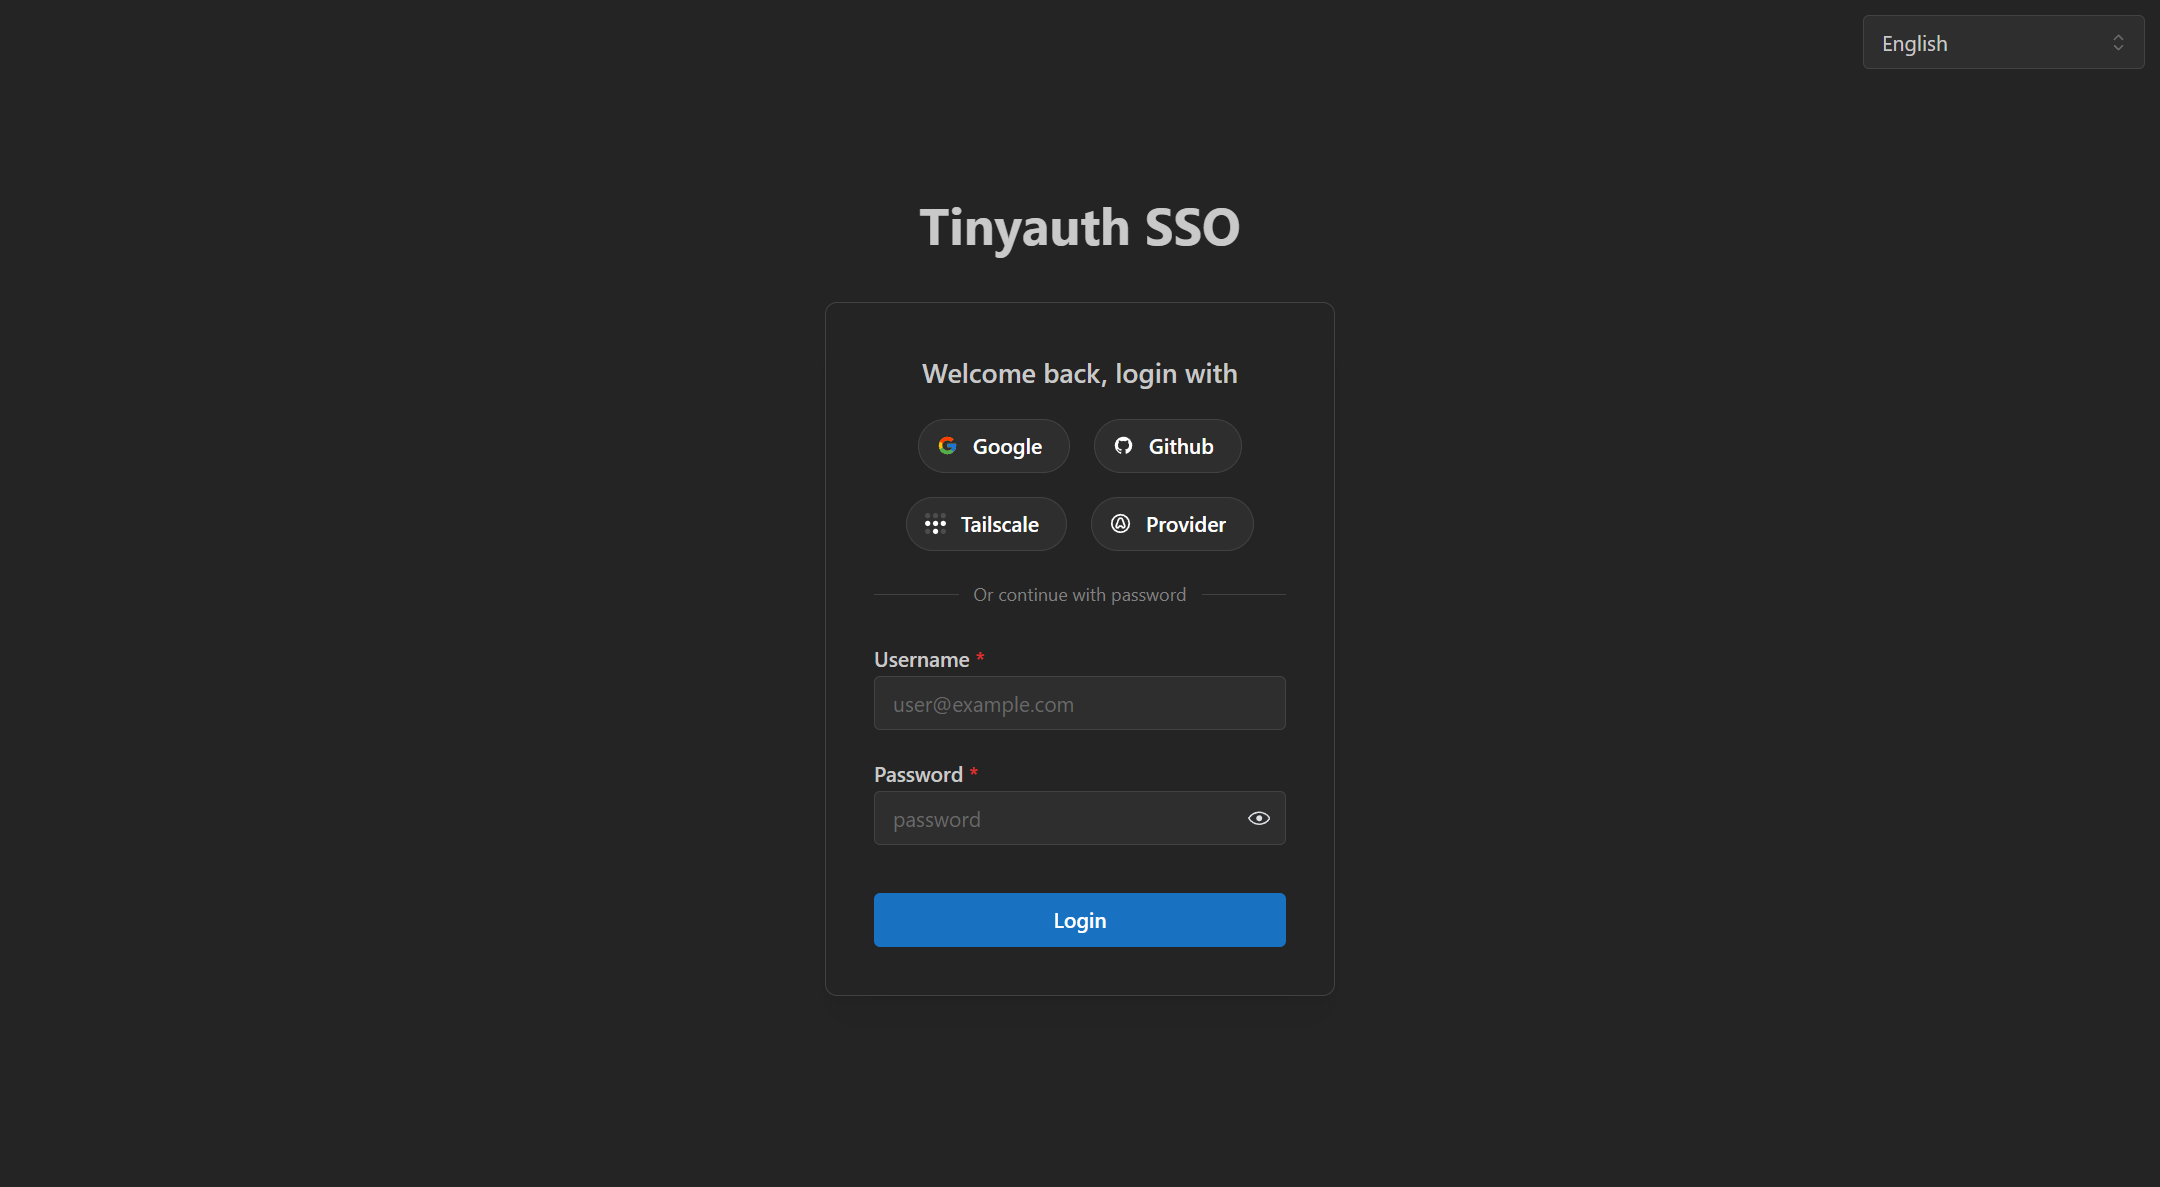 English
Tinyauth SSO
Welcome back, login with
Google Github
Tailscale Provider
Or continue with password
Username *
user@example.com
Password *
password
Login